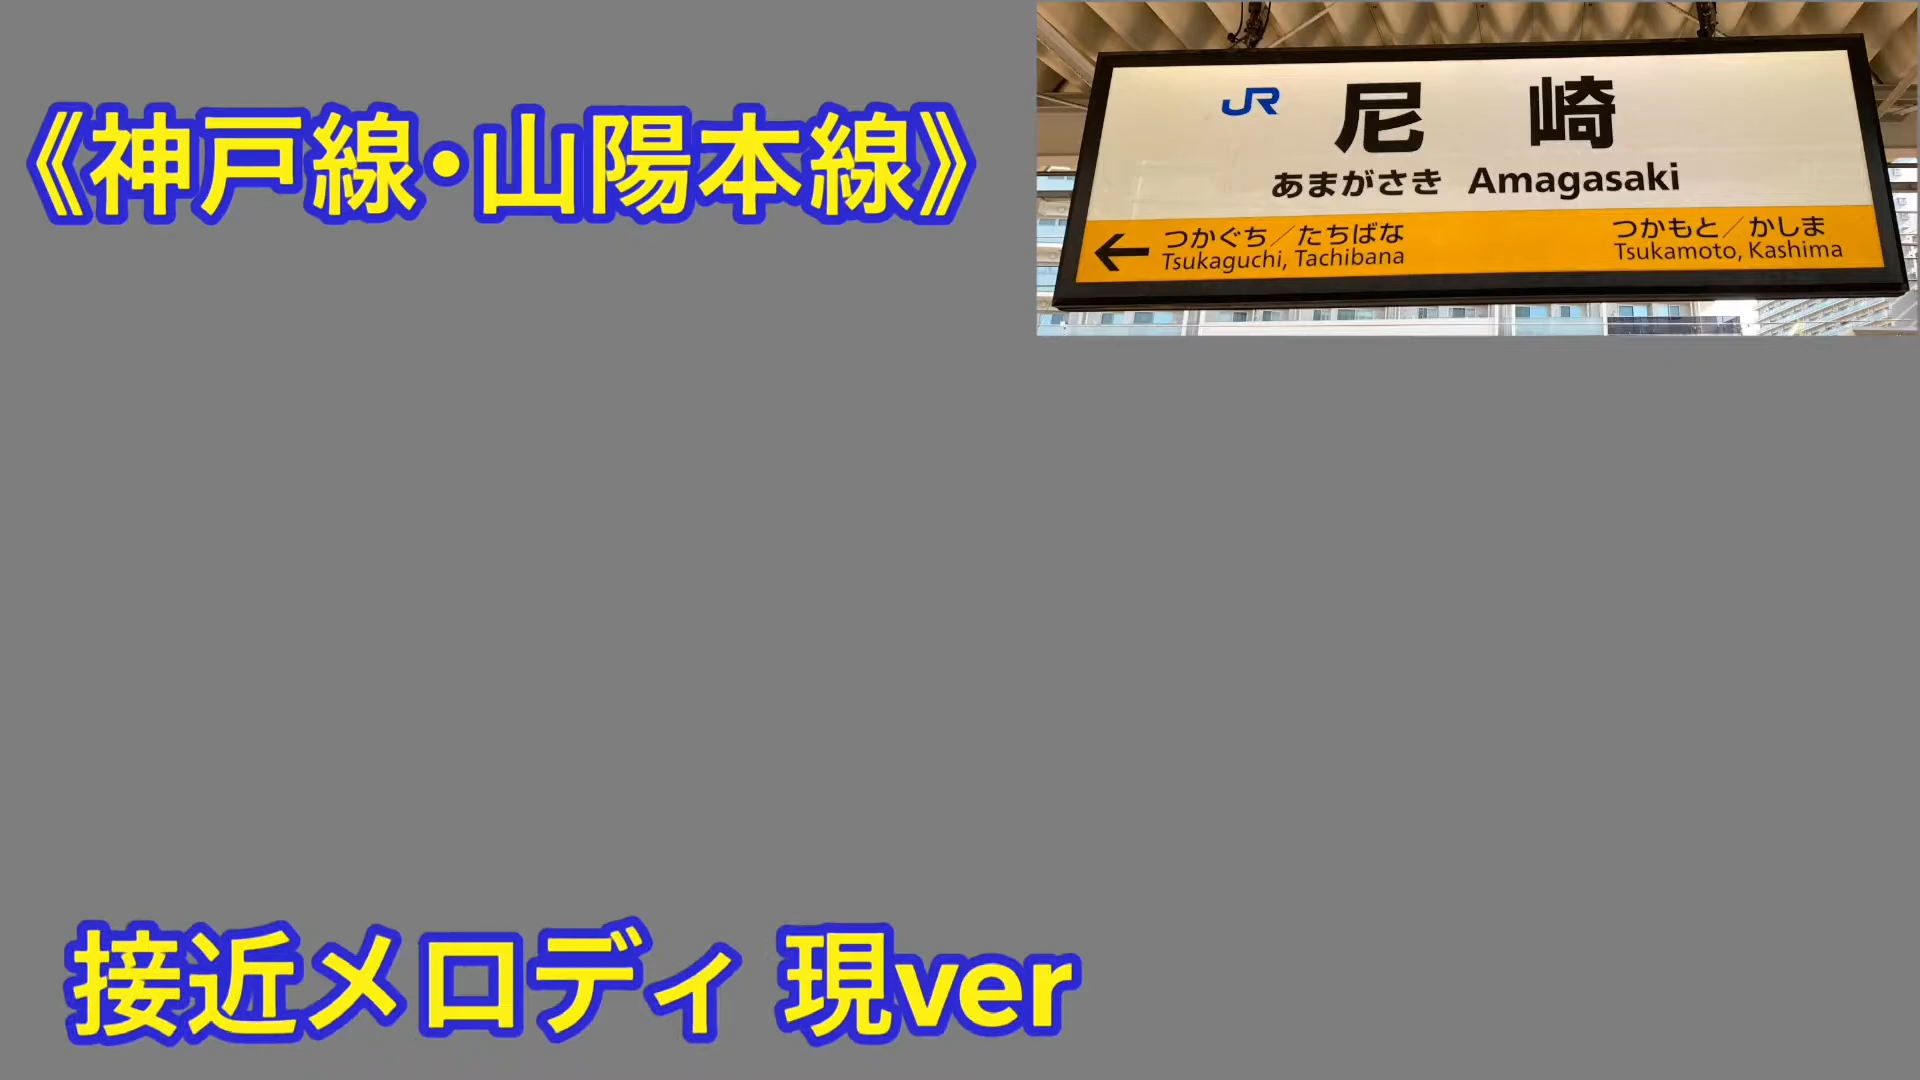 《神戸線・山陽本線》
JR 尼崎
あまがさき Amagasaki
← つかぐち／たちばな
Tsukaguchi, Tachibana
つかもと／かしま
Tsukamoto, Kashima
接近メロディ 現ver